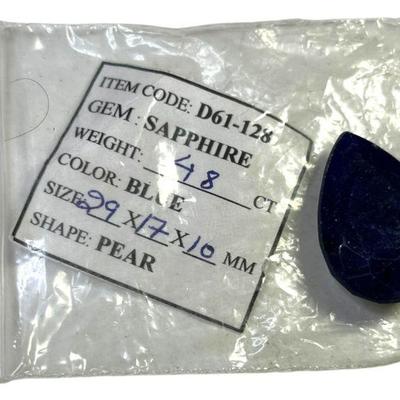 ITEM CODE: D61-128
GEM : SAPPHIRE
WEIGHT: 48 CT
COLOR: BLUE
SIZE: 29 X 17 X 10 MM
SHAPE: PEAR